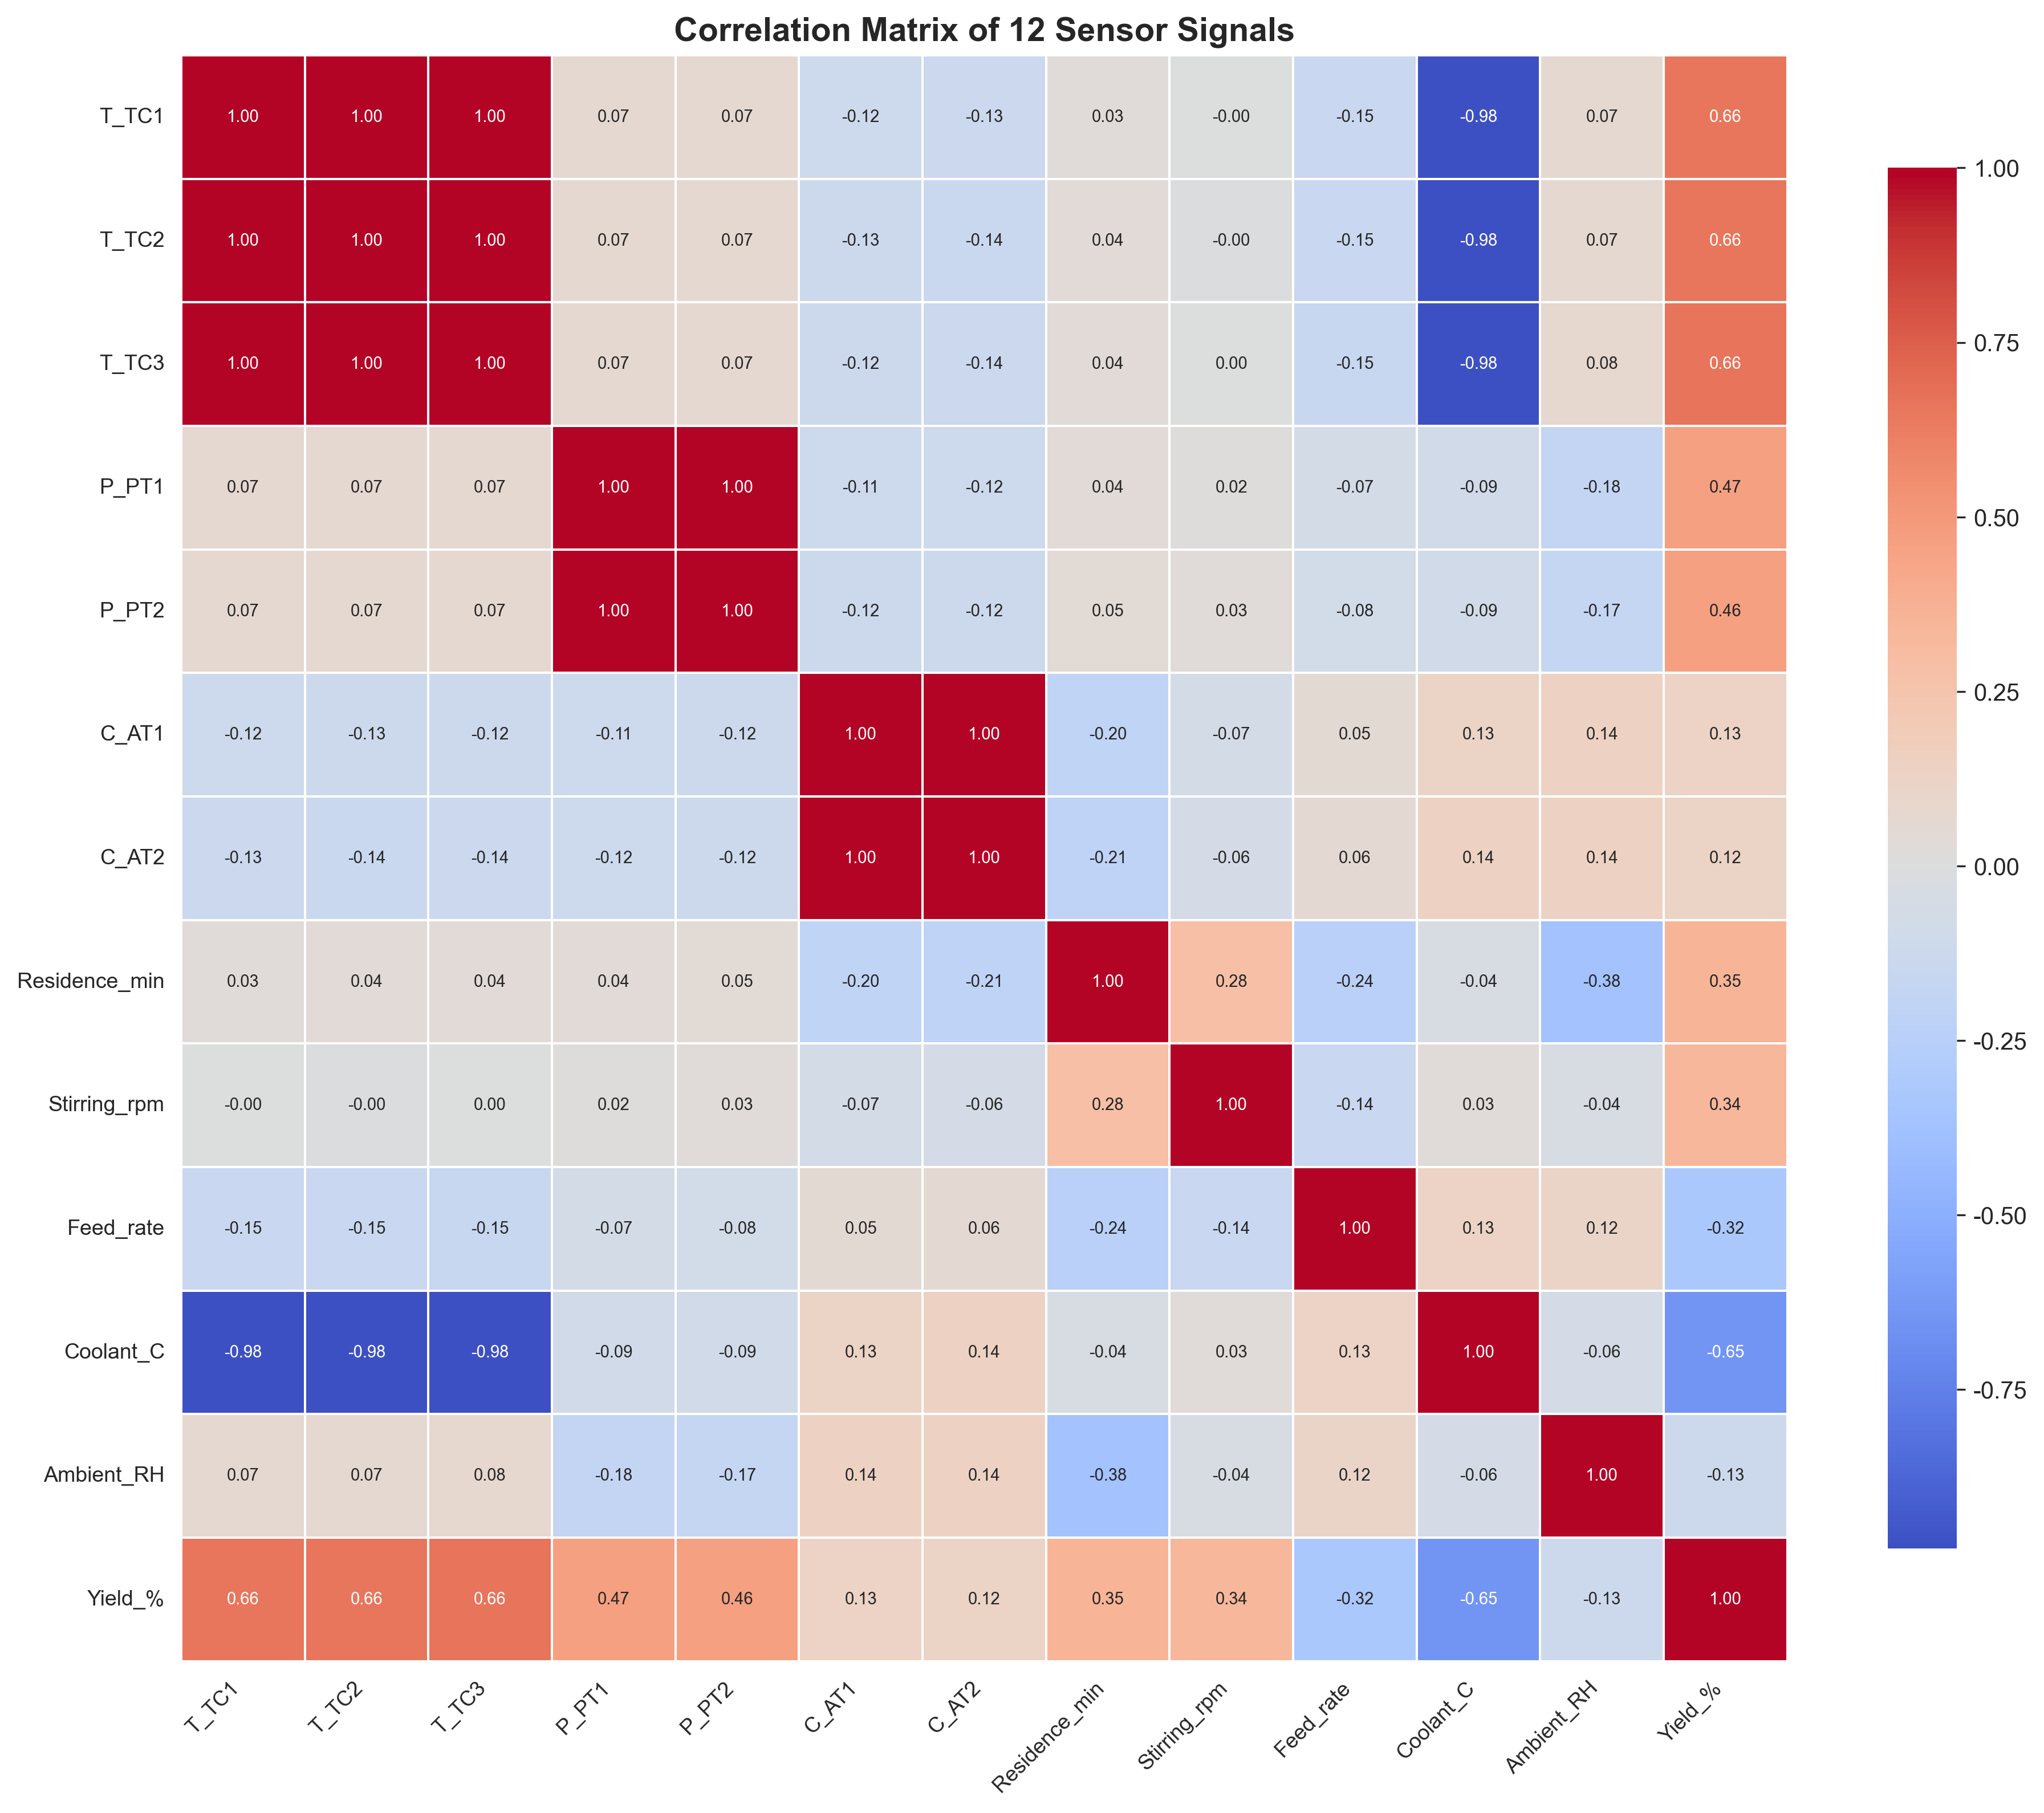 Correlation Matrix of 12 Sensor Signals
T_TC1 1.00 1.00 1.00 0.07 0.07 -0.12 -0.13 0.03 -0.00 -0.15 -0.98 0.07 0.66
T_TC2 1.00 1.00 1.00 0.07 0.07 -0.13 -0.14 0.04 -0.00 -0.15 -0.98 0.07 0.66
T_TC3 1.00 1.00 1.00 0.07 0.07 -0.12 -0.14 0.04 0.00 -0.15 -0.98 0.08 0.66
P_PT1 0.07 0.07 0.07 1.00 1.00 -0.11 -0.12 0.04 0.02 -0.07 -0.09 -0.18 0.47
P_PT2 0.07 0.07 0.07 1.00 1.00 -0.12 -0.12 0.05 0.03 -0.08 -0.09 -0.17 0.46
C_AT1 -0.12 -0.13 -0.12 -0.11 -0.12 1.00 1.00 -0.20 -0.07 0.05 0.13 0.14 0.13
C_AT2 -0.13 -0.14 -0.14 -0.12 -0.12 1.00 1.00 -0.21 -0.06 0.06 0.14 0.14 0.12
Residence_min 0.03 0.04 0.04 0.04 0.05 -0.20 -0.21 1.00 0.28 -0.24 -0.04 -0.38 0.35
Stirring_rpm -0.00 -0.00 0.00 0.02 0.03 -0.07 -0.06 0.28 1.00 -0.14 0.03 -0.04 0.34
Feed_rate -0.15 -0.15 -0.15 -0.07 -0.08 0.05 0.06 -0.24 -0.14 1.00 0.13 0.12 -0.32
Coolant_C -0.98 -0.98 -0.98 -0.09 -0.09 0.13 0.14 -0.04 0.03 0.13 1.00 -0.06 -0.65
Ambient_RH 0.07 0.07 0.08 -0.18 -0.17 0.14 0.14 -0.38 -0.04 0.12 -0.06 1.00 -0.13
Yield_% 0.66 0.66 0.66 0.47 0.46 0.13 0.12 0.35 0.34 -0.32 -0.65 -0.13 1.00
T_TC1 T_TC2 T_TC3 P_PT1 P_PT2 C_AT1 C_AT2 Residence_min Stirring_rpm Feed_rate Coolant_C Ambient_RH Yield_%
1.00
0.75
0.50
0.25
0.00
-0.25
-0.50
-0.75